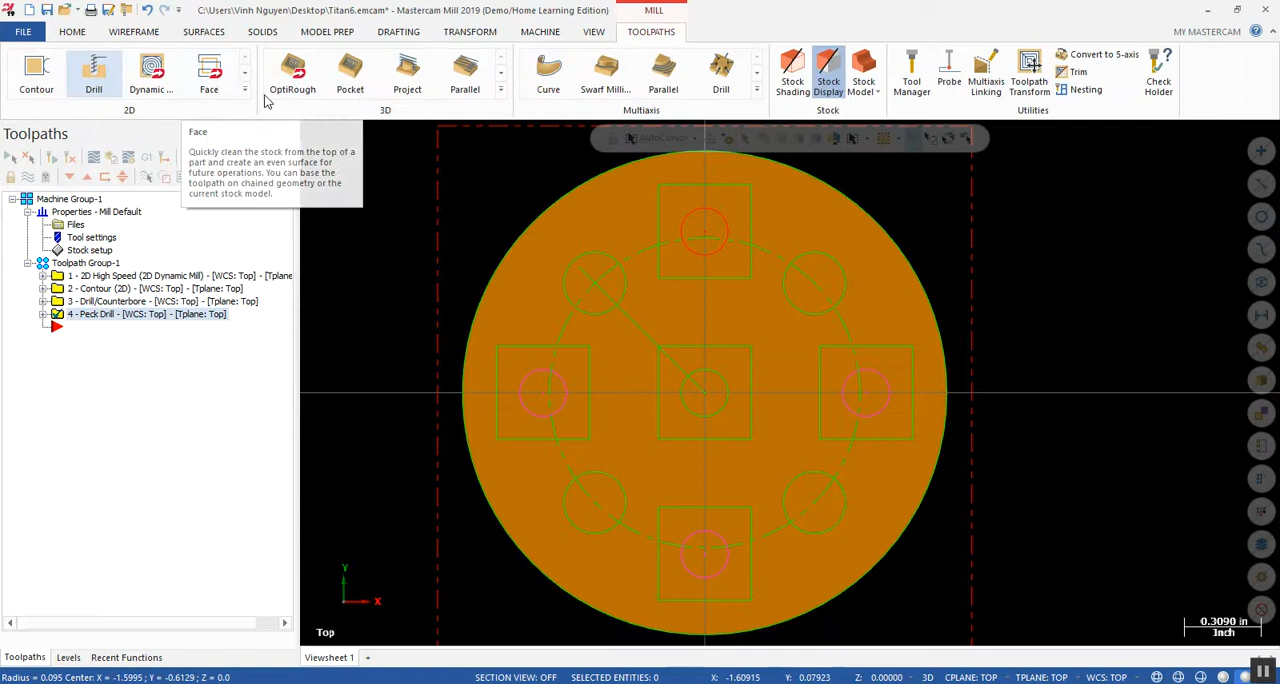 19
C:\Users\Vinh Nguyen\Desktop\Titan6.emcam* - Mastercam Mill 2019 (Demo/Home Learning Edition)
MILL
FILE HOME WIREFRAME SURFACES SOLIDS MODEL PREP DRAFTING TRANSFORM MACHINE VIEW TOOLPATHS MY MASTERCAM
Contour Drill Dynamic ... Face OptiRough Pocket Project Parallel Curve Swarf Milli... Parallel Drill Stock Shading Stock Display Stock Model Tool Manager Probe Multiaxis Linking Toolpath Transform Convert to 5-axis Trim Nesting Check Holder
2D 3D Multiaxis Stock Utilities
Toolpaths
AutoCursor
G1
Face
Quickly clean the stock from the top of a
part and create an even surface for
future operations. You can base the
toolpath on chained geometry or the
current stock model.
Machine Group-1
Properties - Mill Default
Files
Tool settings
Stock setup
Toolpath Group-1
1 - 2D High Speed (2D Dynamic Mill) - [WCS: Top] - [Tplane:
2 - Contour (2D) - [WCS: Top] - [Tplane: Top]
3 - Drill/Counterbore - [WCS: Top] - [Tplane: Top]
4 - Peck Drill - [WCS: Top] - [Tplane: Top]
Y
X
Top
0.3090 in
Inch
Toolpaths Levels Recent Functions
Viewsheet 1 +
Radius = 0.095 Center: X = -1.5995; Y = -0.6129; Z = 0.0 SECTION VIEW: OFF SELECTED ENTITIES: 0 X: -1.60915 Y: 0.07923 Z: 0.00000 3D CPLANE: TOP TPLANE: TOP WCS: TOP